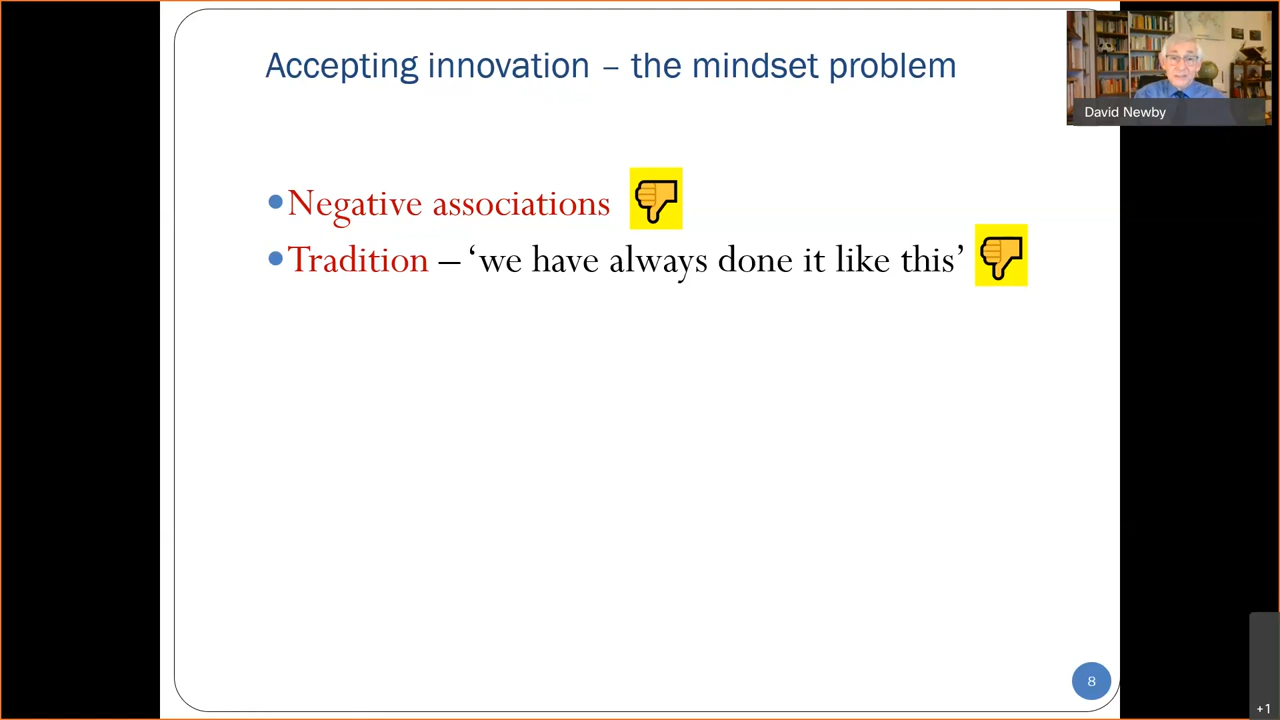 Accepting innovation – the mindset problem
David Newby
•Negative associations
•Tradition – ‘we have always done it like this’
8
+1